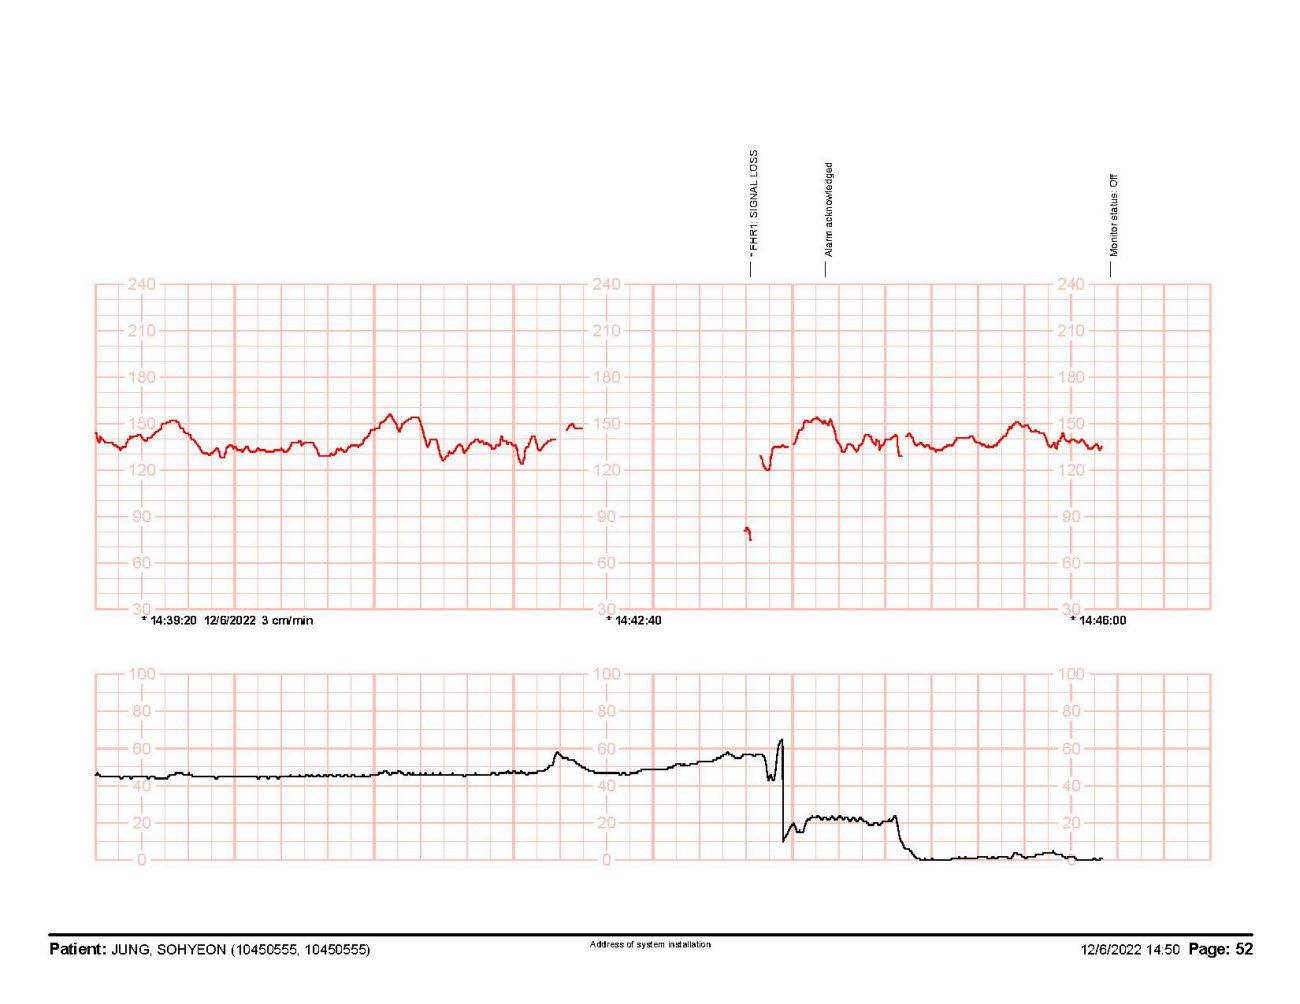 * FHR1: SIGNAL LOSS
Alarm acknowledged
Monitor status: Off
240 240 240
210 210 210
180 180 180
150 150 150
120 120 120
90 90 90
60 60 60
30 30 30
* 14:39:20 12/6/2022 3 cm/min * 14:42:40 * 14:46:00
100 100 100
80 80 80
60 60 60
40 40 40
20 20 20
0 0 0
Patient: JUNG, SOHYEON (10450555, 10450555) Address of system installation 12/6/2022 14:50 Page: 52